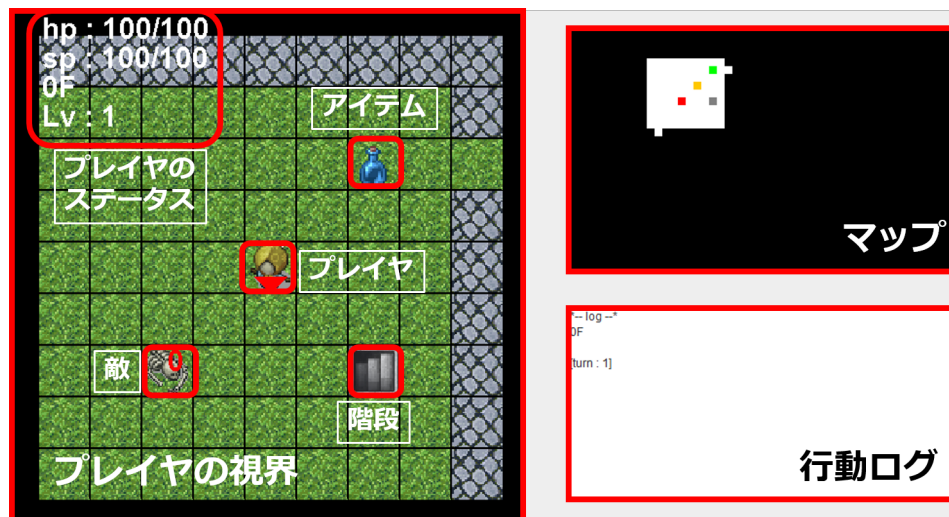 hp : 100/100
sp : 100/100
0F
Lv : 1
アイテム
プレイヤの
ステータス
プレイヤ
敵
0
階段
プレイヤの視界
マップ
*-- log --*
0F
[turn : 1]
行動ログ